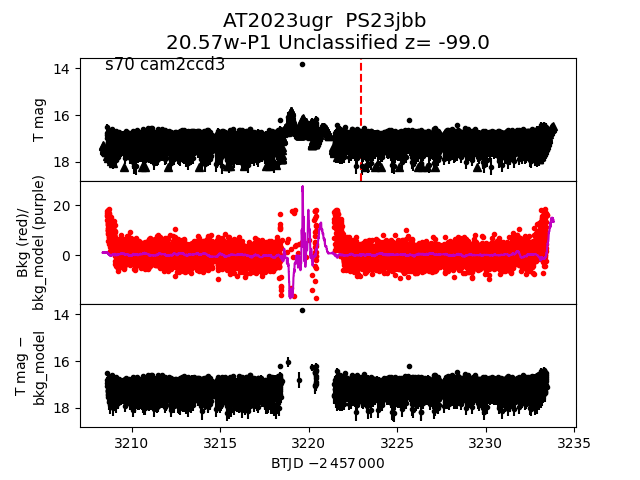 AT2023ugr  PS23jbb
20.57w-P1 Unclassified z= -99.0
s70 cam2ccd3
14
16
18
T mag
20
0
Bkg (red)/
bkg_model (purple)
14
16
18
T mag −
bkg_model
3210 3215 3220 3225 3230 3235
BTJD −2 457 000